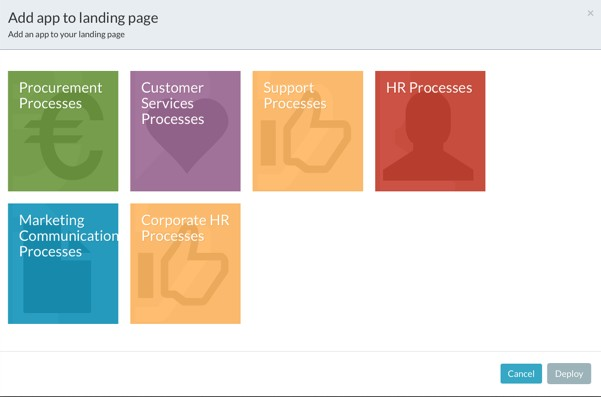 Add app to landing page
×
Add an app to your landing page
Procurement
Processes
Customer
Services
Processes
Support
Processes
HR Processes
Marketing
Communication
Processes
Corporate HR
Processes
Cancel
Deploy